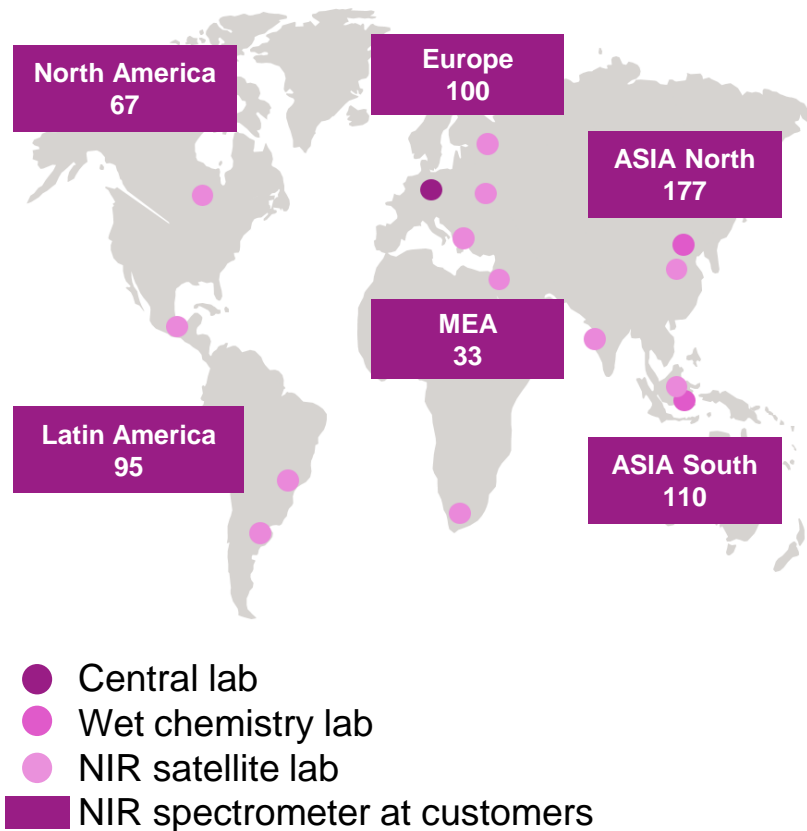 North America
67
Europe
100
ASIA North
177
MEA
33
Latin America
95
ASIA South
110
Central lab
Wet chemistry lab
NIR satellite lab
NIR spectrometer at customers